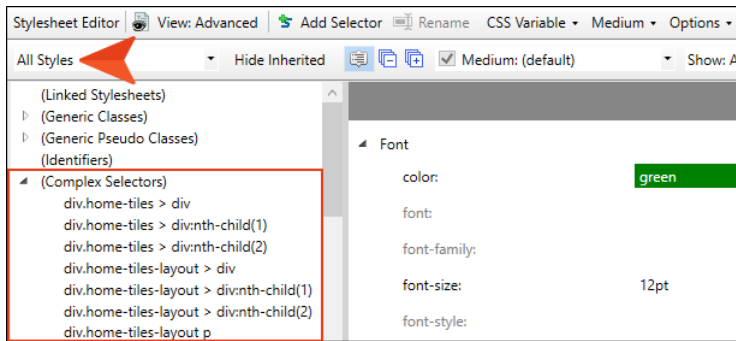 Stylesheet Editor View: Advanced Add Selector Rename CSS Variable Medium Options
All Styles Hide Inherited Medium: (default) Show: A
(Linked Stylesheets)
(Generic Classes)
(Generic Pseudo Classes)
(Identifiers)
(Complex Selectors)
div.home-tiles > div
div.home-tiles > div:nth-child(1)
div.home-tiles > div:nth-child(2)
div.home-tiles-layout > div
div.home-tiles-layout > div:nth-child(1)
div.home-tiles-layout > div:nth-child(2)
div.home-tiles-layout p
Font
color: green
font:
font-family:
font-size: 12pt
font-style: